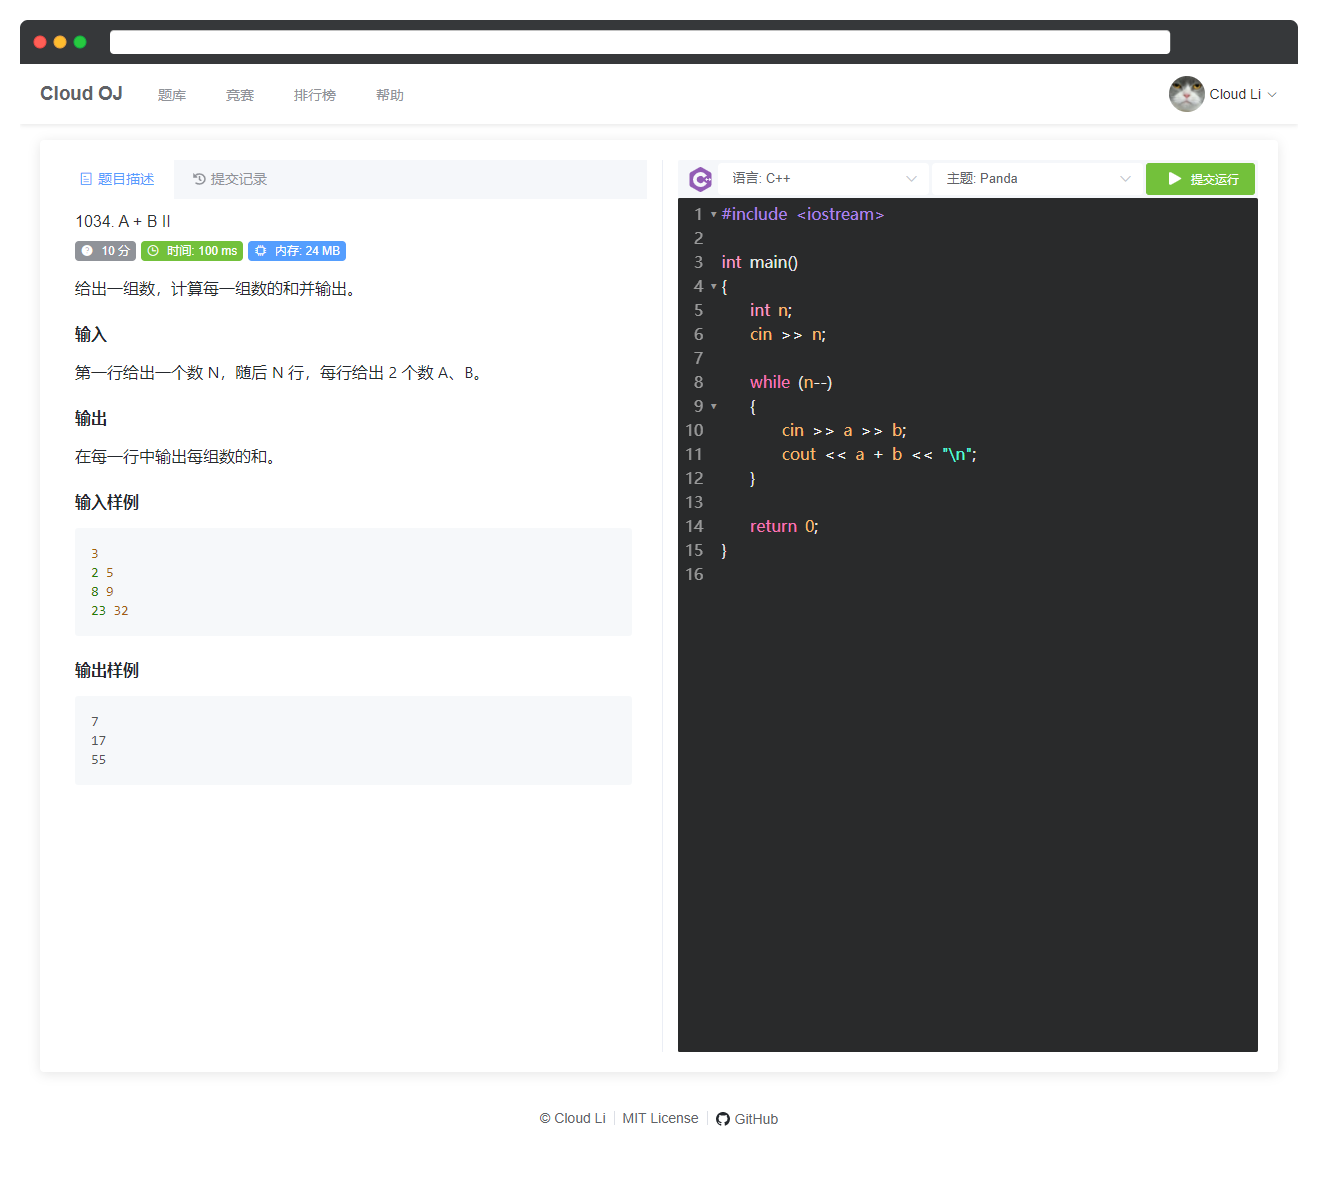 Cloud OJ 题库 竞赛 排行榜 帮助 Cloud Li
题目描述 提交记录
1034. A + B II
10 分 时间: 100 ms 内存: 24 MB
给出一组数，计算每一组数的和并输出。
输入
第一行给出一个数 N，随后 N 行，每行给出 2 个数 A、B。
输出
在每一行中输出每组数的和。
输入样例
3
2 5
8 9
23 32
输出样例
7
17
55
语言: C++ 主题: Panda 提交运行
1 #include <iostream>
2
3 int main()
4 {
5     int n;
6     cin >> n;
7
8     while (n--)
9     {
10         cin >> a >> b;
11         cout << a + b << "\n";
12     }
13
14     return 0;
15 }
16
© Cloud Li MIT License GitHub